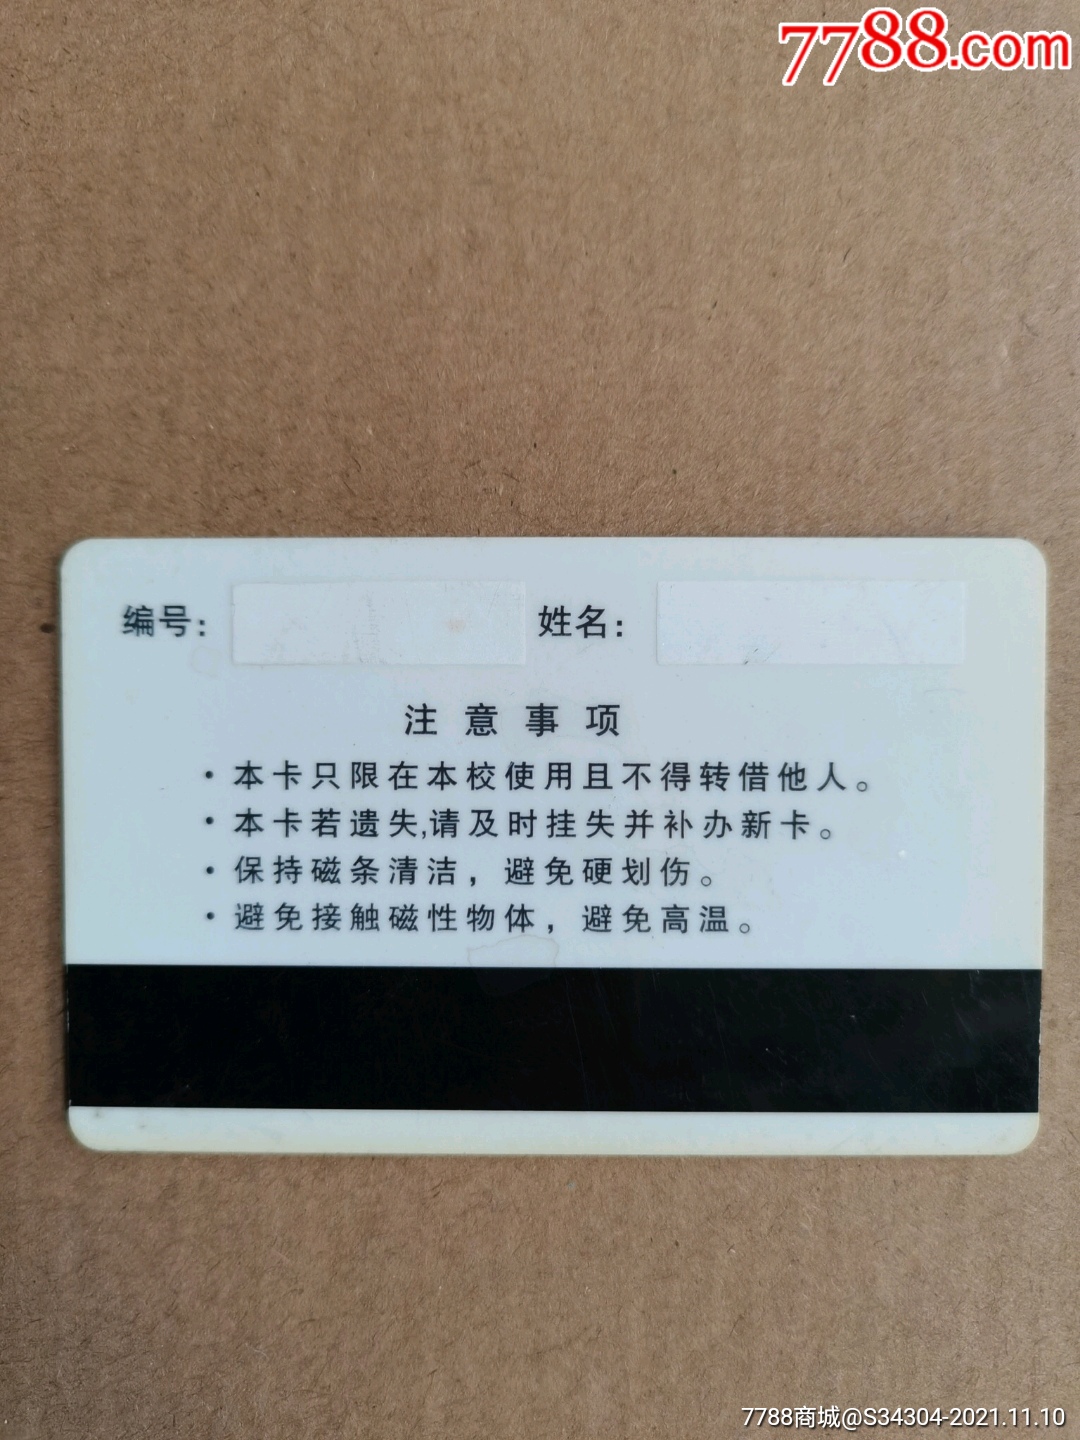 7788.com
编号: 姓名:
注意事项
·本卡只限在本校使用且不得转借他人。
·本卡若遗失,请及时挂失并补办新卡。
·保持磁条清洁，避免硬划伤。
·避免接触磁性物体，避免高温。
7788商城@S34304-2021.11.10